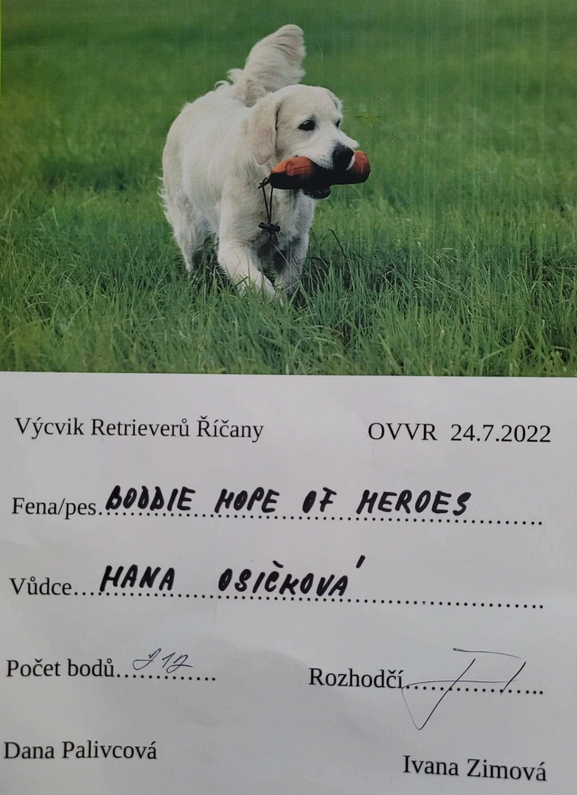 Výcvik Retrieverů Říčany OVVR 24.7.2022
Fena/pes BODDIE HOPE OF HEROES
Vůdce HANA OSIČKOVÁ
Počet bodů Rozhodčí
Dana Palivcová Ivana Zimová